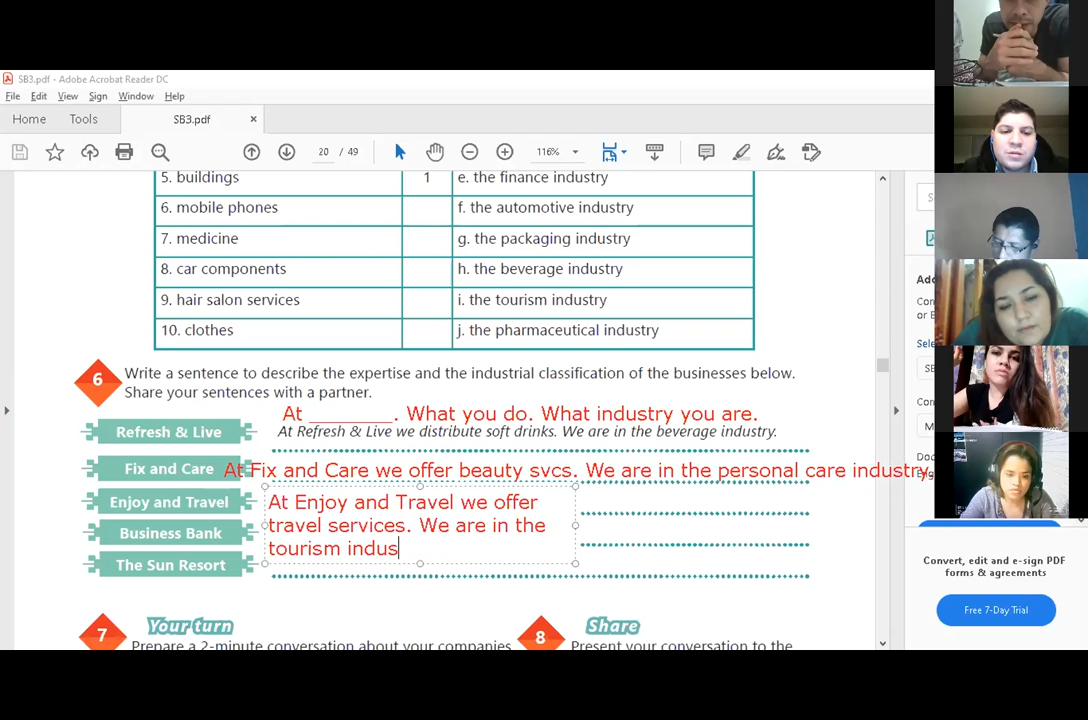 SB3.pdf - Adobe Acrobat Reader DC
File Edit View Sign Window Help
Home Tools SB3.pdf ×
20 / 49 116%
5. buildings 1 e. the finance industry
6. mobile phones f. the automotive industry
7. medicine g. the packaging industry
8. car components h. the beverage industry
9. hair salon services i. the tourism industry
10. clothes j. the pharmaceutical industry
6 Write a sentence to describe the expertise and the industrial classification of the businesses below.
Share your sentences with a partner.
At ________. What you do. What industry you are.
Refresh & Live At Refresh & Live we distribute soft drinks. We are in the beverage industry.
Fix and Care At Fix and Care we offer beauty svcs. We are in the personal care industry.
Enjoy and Travel At Enjoy and Travel we offer
travel services. We are in the
Business Bank
tourism indus
The Sun Resort
7 Your turn 8 Share
Prepare a 2-minute conversation about your companies Present your conversation to the
Convert, edit and e-sign PDF
forms & agreements
Free 7-Day Trial